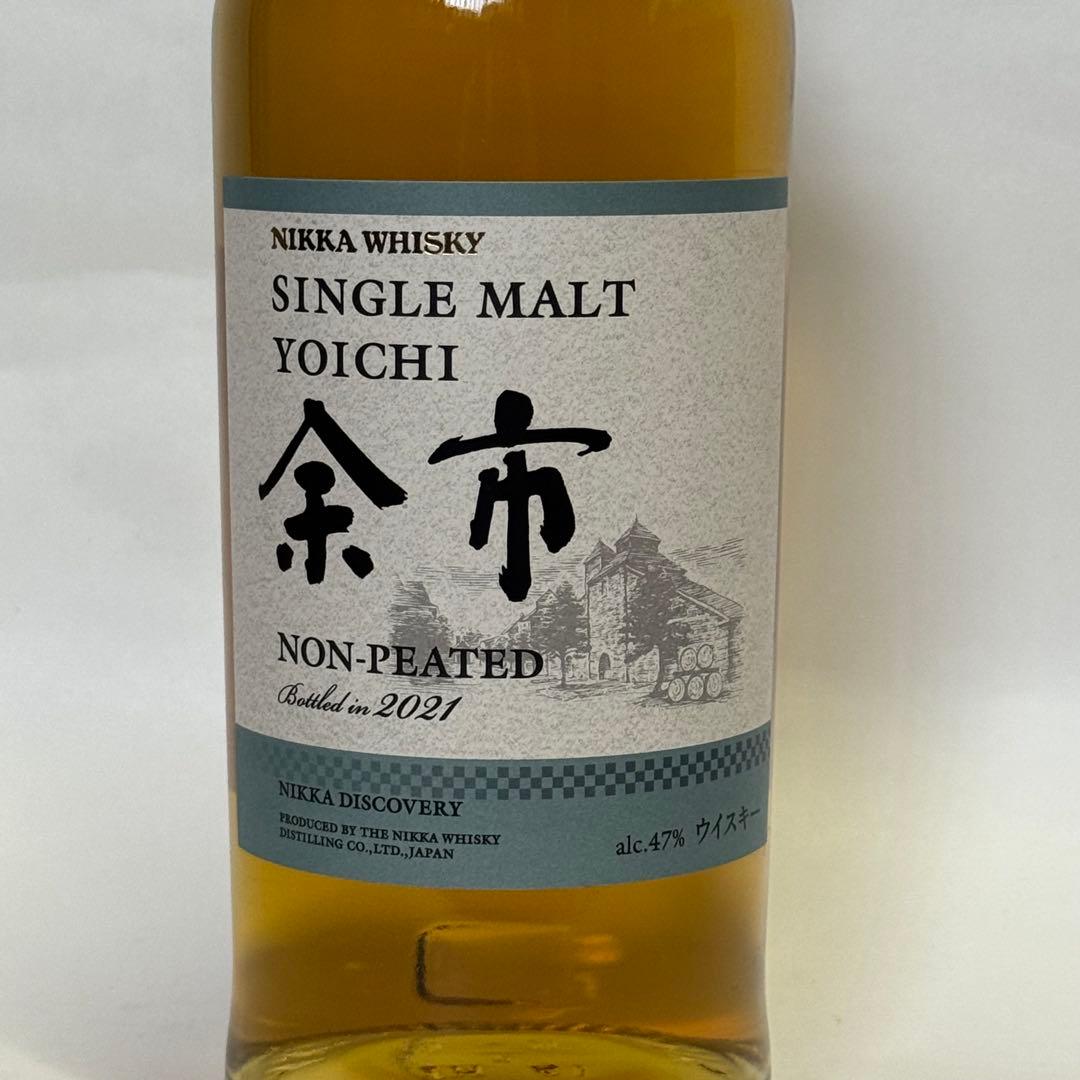 NIKKA WHISKY
SINGLE MALT
YOICHI
余市
NON-PEATED
Bottled in 2021
NIKKA DISCOVERY
PRODUCED BY THE NIKKA WHISKY
DISTILLING CO.,LTD.,JAPAN
alc.47% ウイスキー